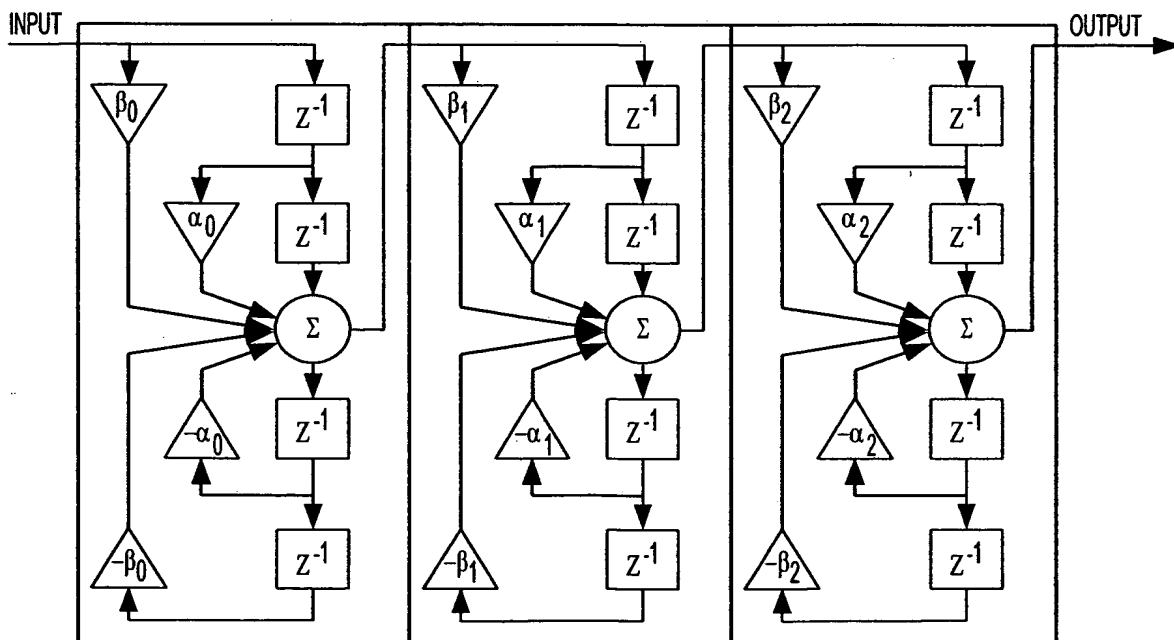 INPUT OUTPUT
β0 Z-1 β1 Z-1 β2 Z-1
α0 Z-1 α1 Z-1 α2 Z-1
Σ Σ Σ
-α0 Z-1 -α1 Z-1 -α2 Z-1
-β0 Z-1 -β1 Z-1 -β2 Z-1